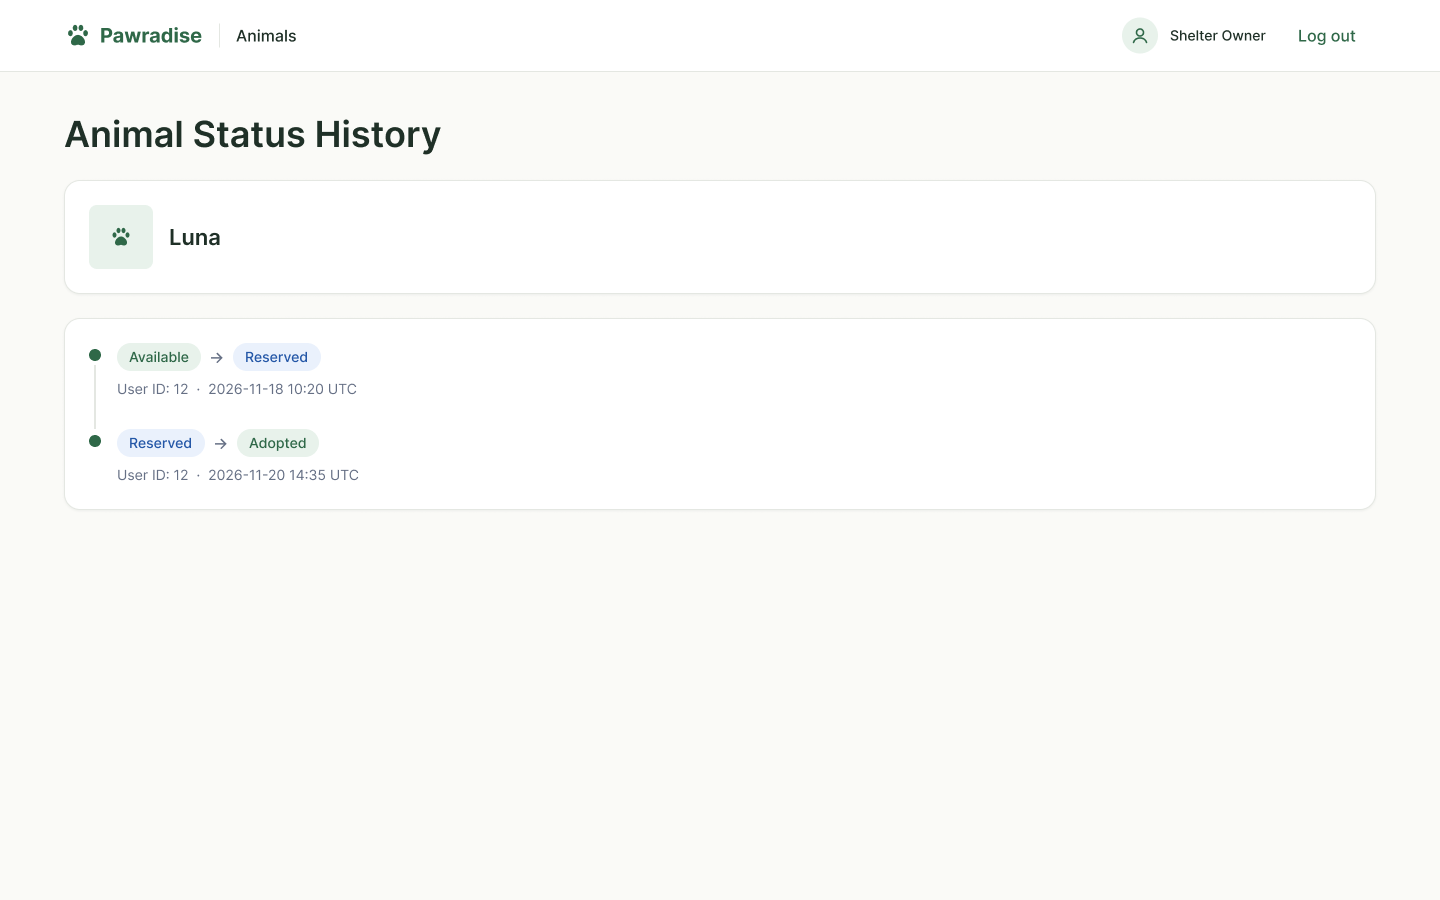 Pawradise
Animals
Shelter Owner
Log out
Animal Status History
Luna
Available → Reserved
User ID: 12 · 2026-11-18 10:20 UTC
Reserved → Adopted
User ID: 12 · 2026-11-20 14:35 UTC